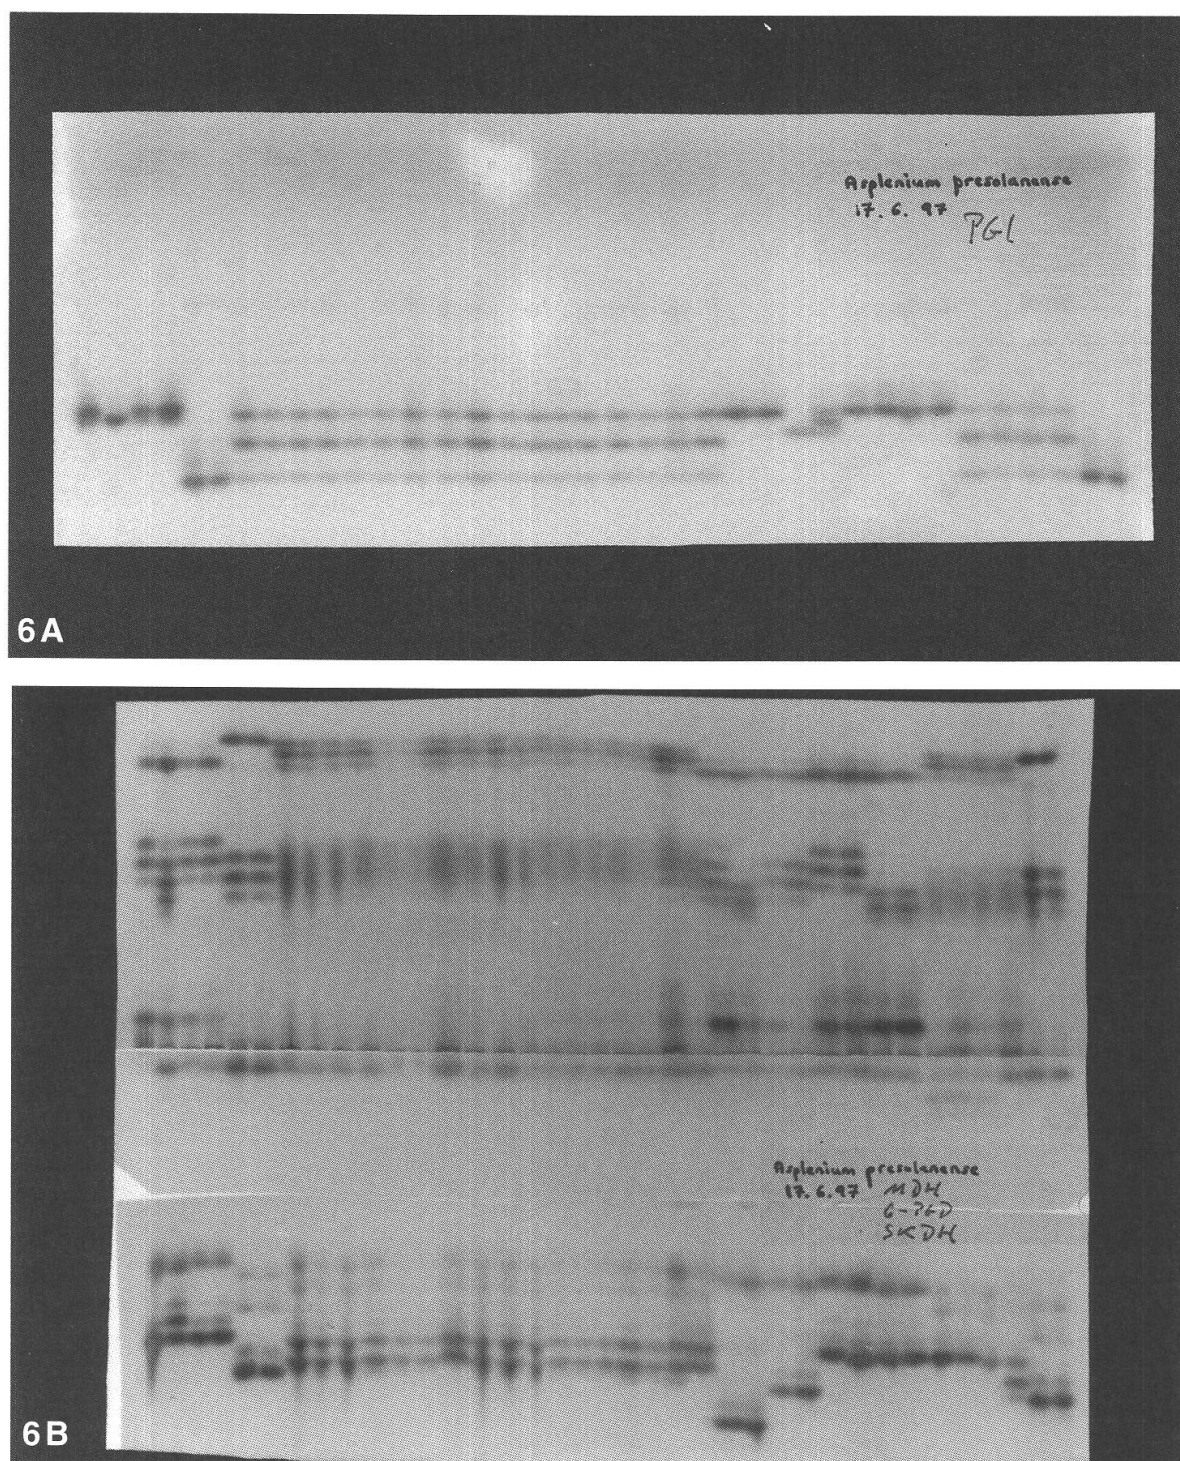 Asplenium presolanense
17. 6. 97 PGI
6A
Asplenium presolanense
17.6.97 MDH
6-PGD
SKDH
6B